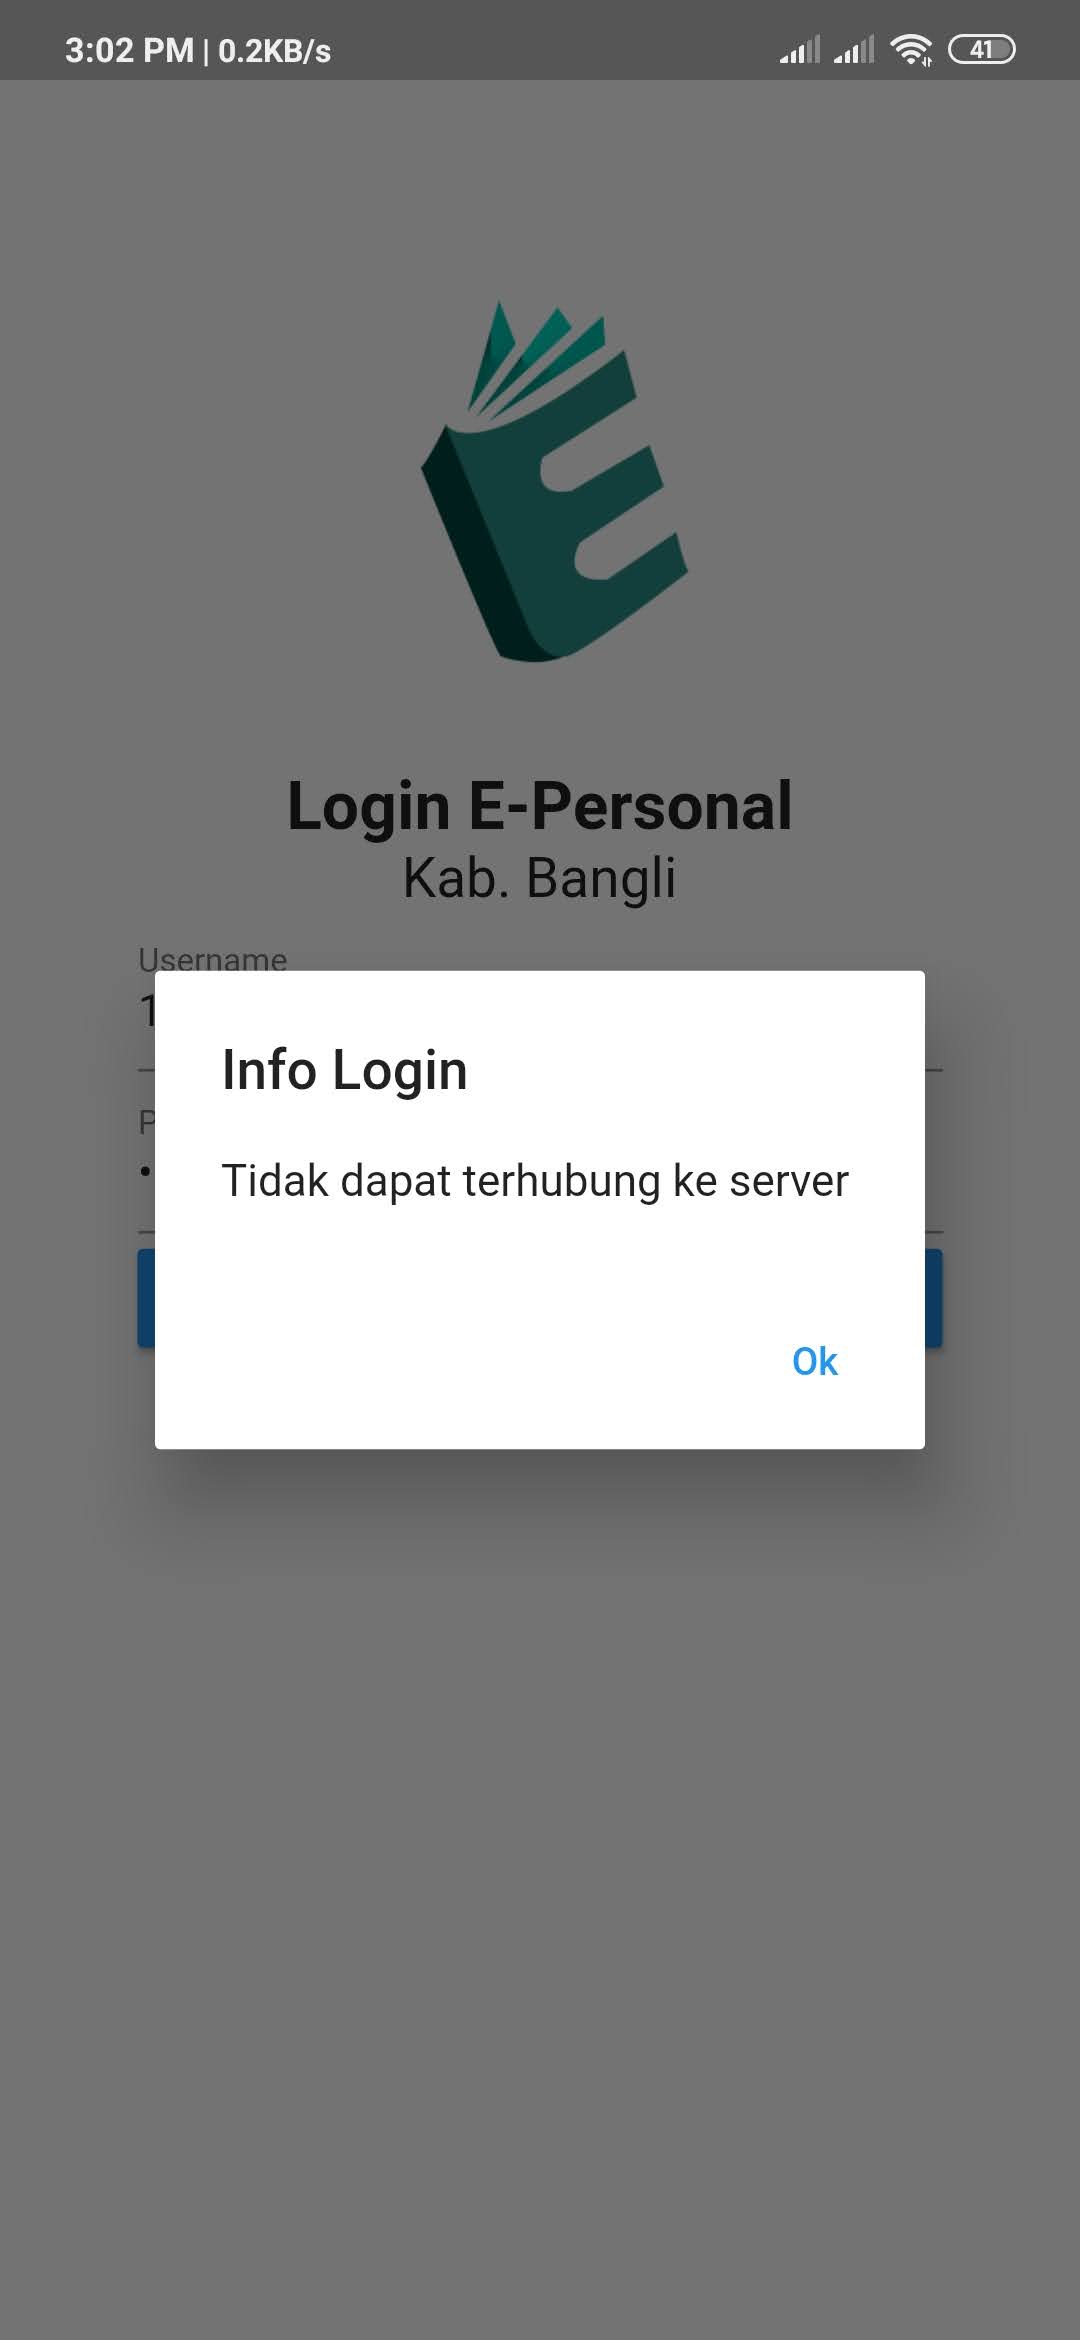 3:02 PM | 0.2KB/s
41
Login E-Personal
Kab. Bangli
Username
1
P
Info Login
Tidak dapat terhubung ke server
Ok